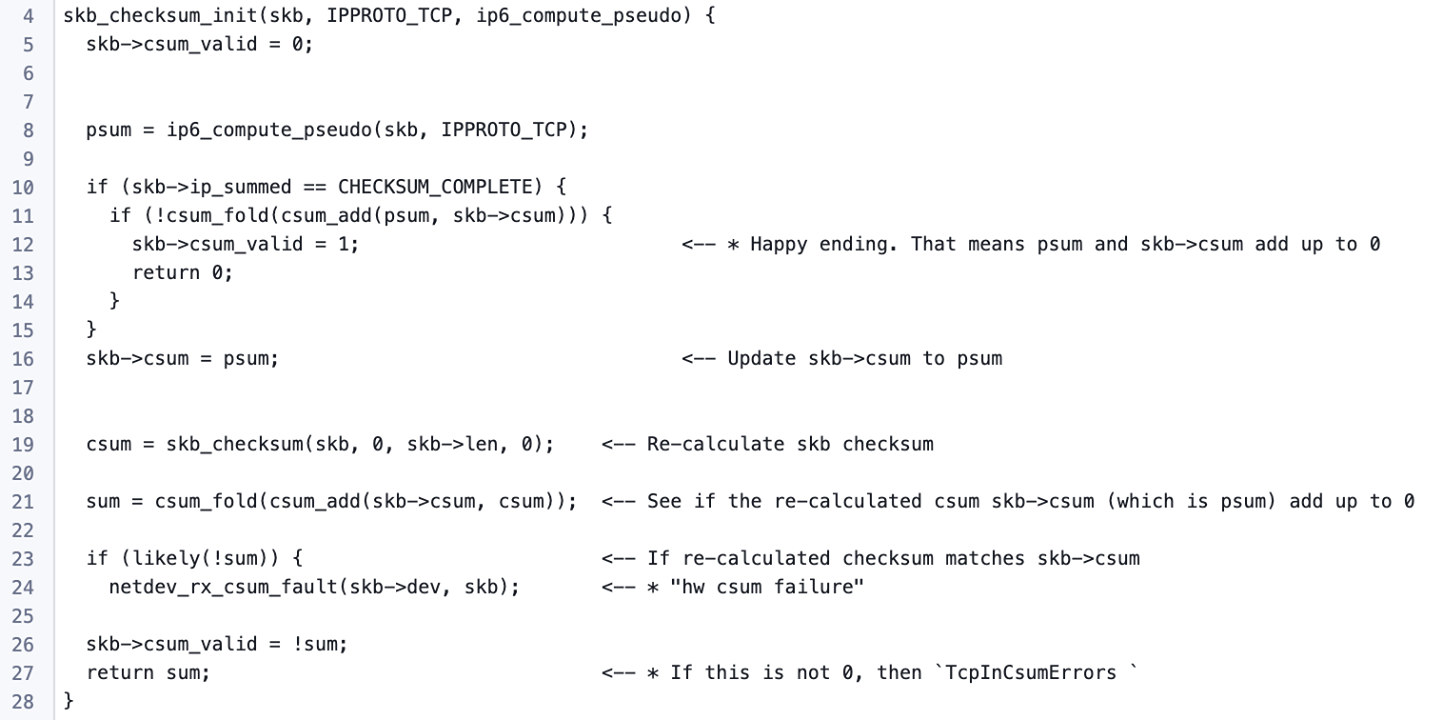 4 skb_checksum_init(skb, IPPROTO_TCP, ip6_compute_pseudo) {
5   skb->csum_valid = 0;
6
7
8   psum = ip6_compute_pseudo(skb, IPPROTO_TCP);
9
10   if (skb->ip_summed == CHECKSUM_COMPLETE) {
11     if (!csum_fold(csum_add(psum, skb->csum))) {
12       skb->csum_valid = 1;                            <-- * Happy ending. That means psum and skb->csum add up to 0
13       return 0;
14     }
15   }
16   skb->csum = psum;                                   <-- Update skb->csum to psum
17
18
19   csum = skb_checksum(skb, 0, skb->len, 0);    <-- Re-calculate skb checksum
20
21   sum = csum_fold(csum_add(skb->csum, csum));  <-- See if the re-calculated csum skb->csum (which is psum) add up to 0
22
23   if (likely(!sum)) {                          <-- If re-calculated checksum matches skb->csum
24     netdev_rx_csum_fault(skb->dev, skb);       <-- * "hw csum failure"
25
26   skb->csum_valid = !sum;
27   return sum;                                  <-- * If this is not 0, then `TcpInCsumErrors `
28 }